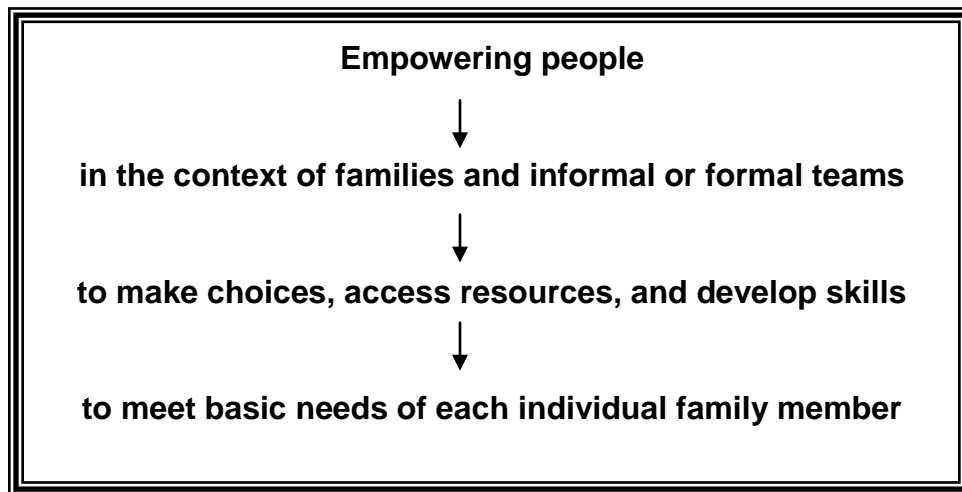 Empowering people
in the context of families and informal or formal teams
to make choices, access resources, and develop skills
to meet basic needs of each individual family member